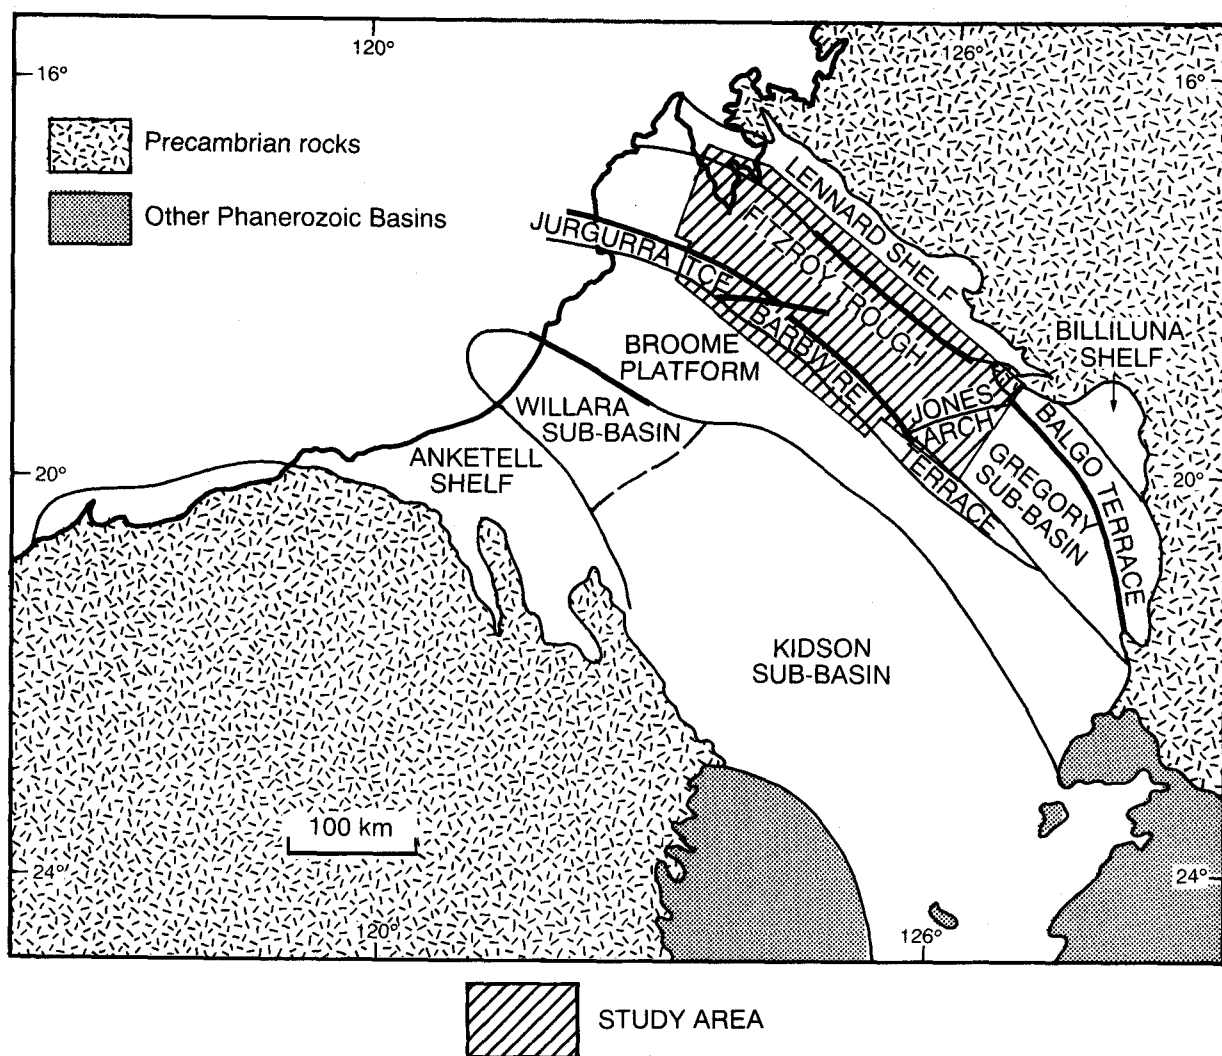 120°
126°
16°
16°
Precambrian rocks
Other Phanerozoic Basins
LENNARD SHELF
FITZROY TROUGH
JURGURRA TCE
BARBWIRE
TERRACE
BILLILUNA
SHELF
BROOME
PLATFORM
JONES
ARCH
BALGO TERRACE
WILLARA
SUB-BASIN
GREGORY
SUB-BASIN
ANKETELL
SHELF
20°
20°
KIDSON
SUB-BASIN
100 km
24°
24°
120°
126°
STUDY AREA